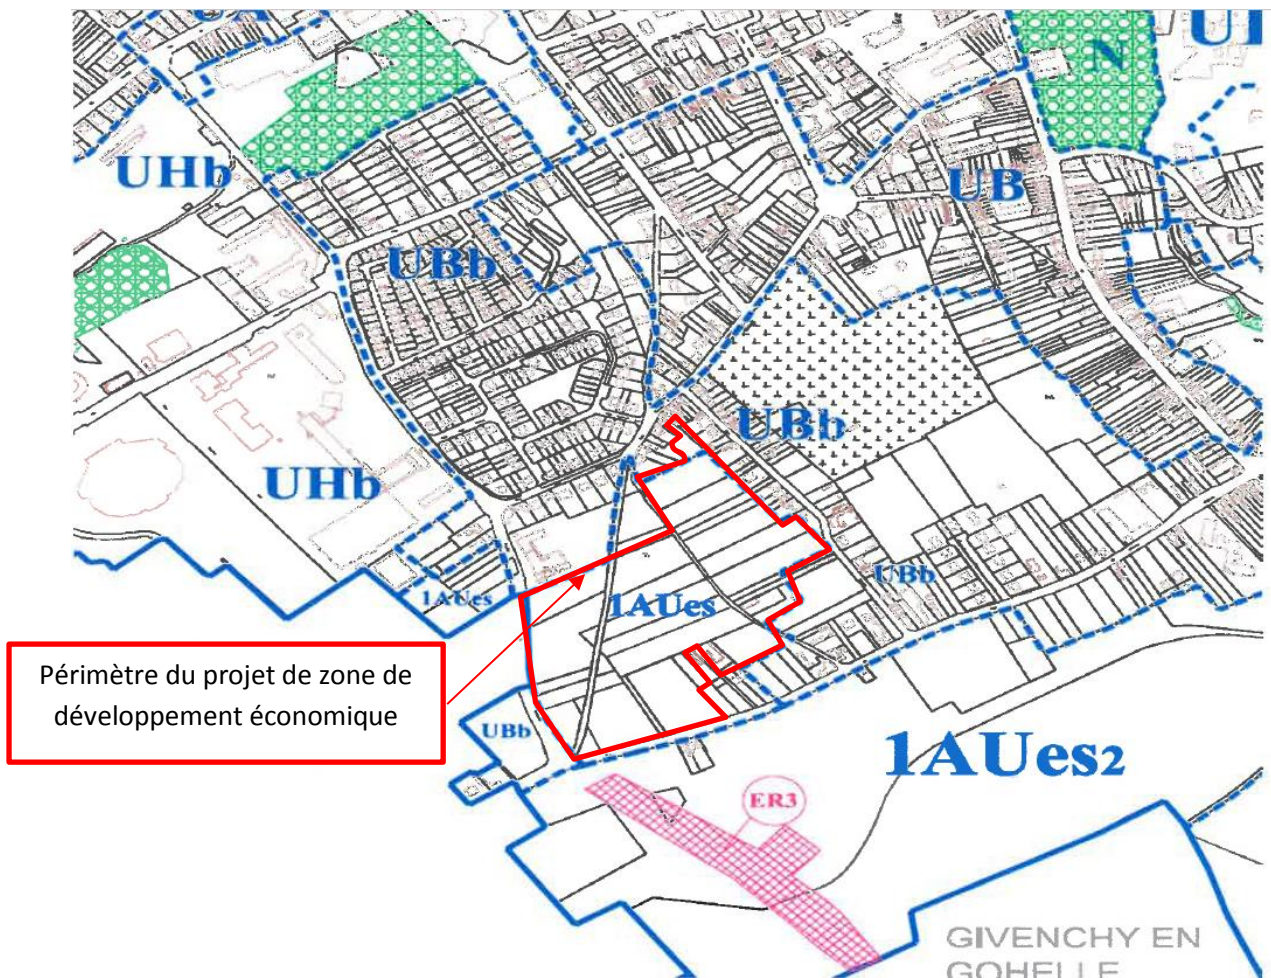 N
UHb
UB
UBb
UBb
UHb
UBb
1AUes
1AUes
Périmètre du projet de zone de
développement économique
UBb
1AUes2
ER3
GIVENCHY EN
GOHELLE